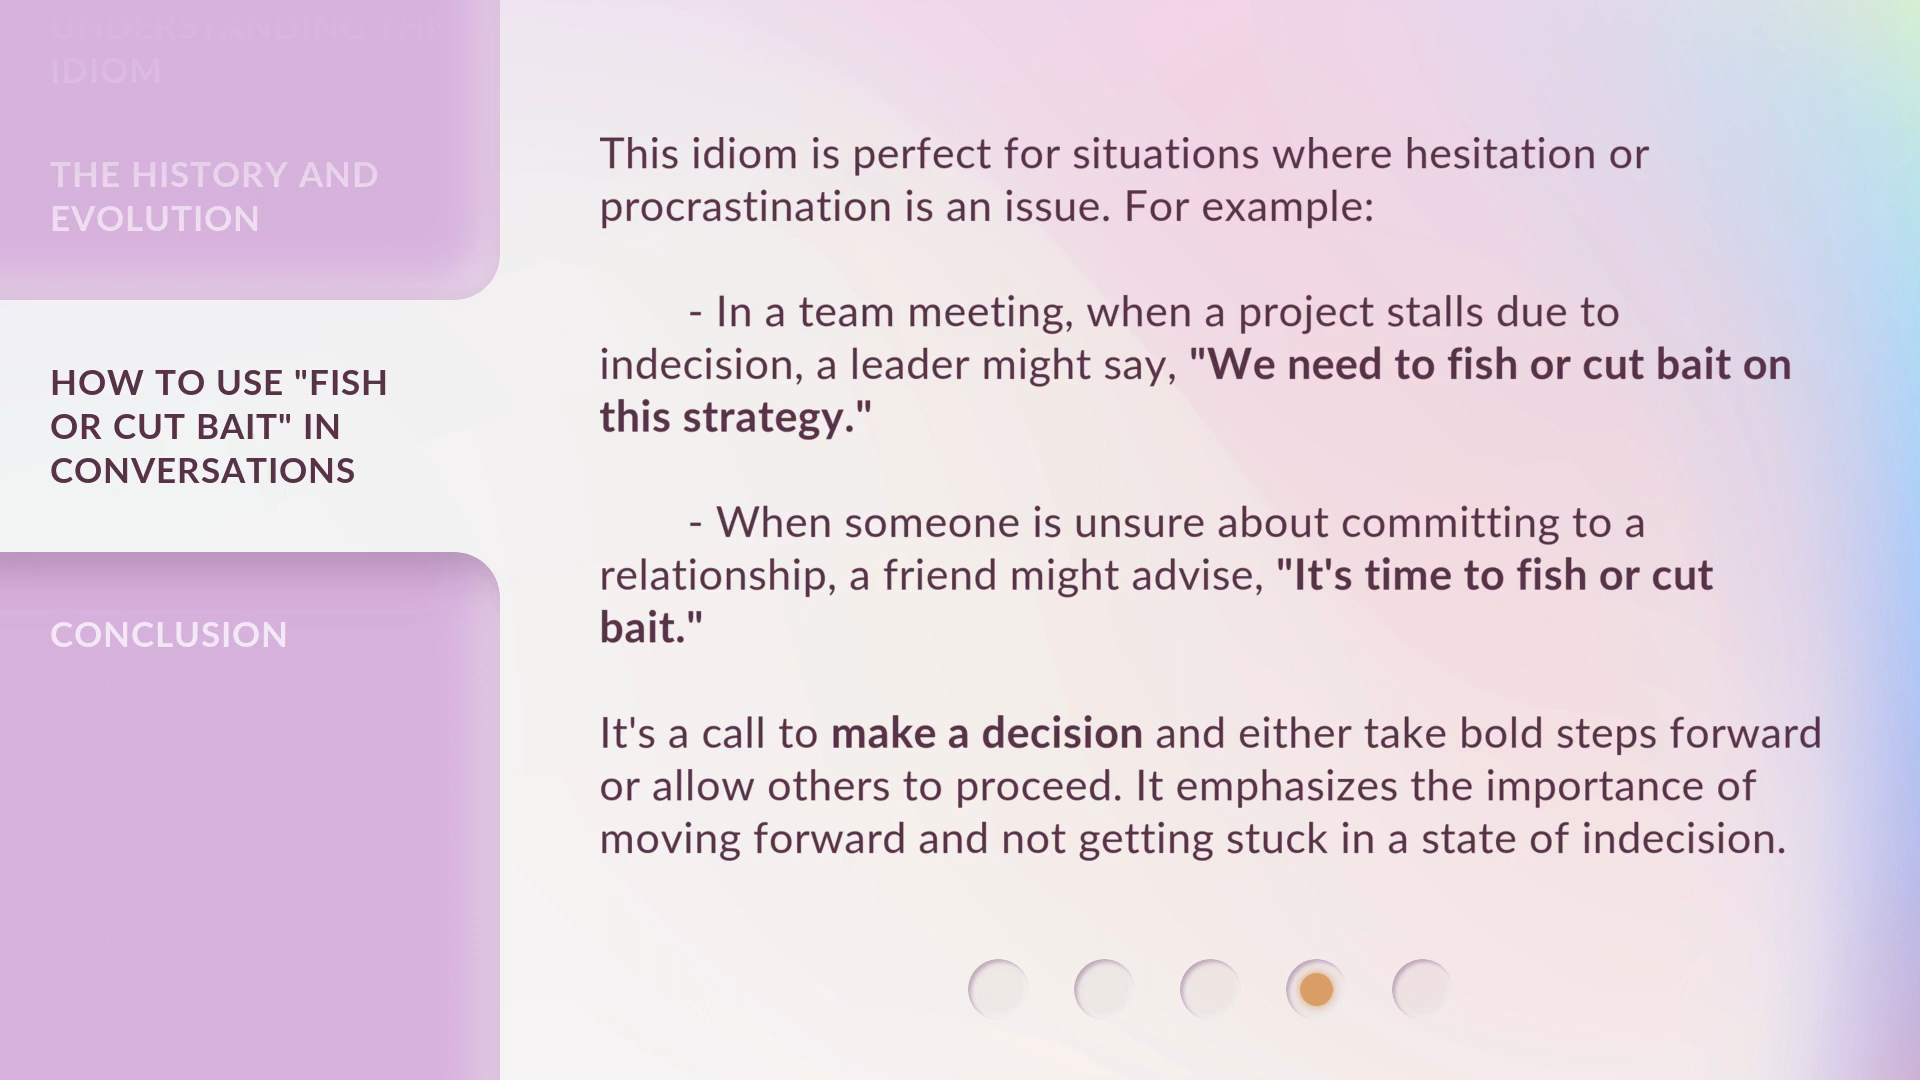 UNDERSTANDING THE
IDIOM
THE HISTORY AND
EVOLUTION
HOW TO USE "FISH
OR CUT BAIT" IN
CONVERSATIONS
CONCLUSION
This idiom is perfect for situations where hesitation or
procrastination is an issue. For example:
- In a team meeting, when a project stalls due to
indecision, a leader might say, "We need to fish or cut bait on
this strategy."
- When someone is unsure about committing to a
relationship, a friend might advise, "It's time to fish or cut
bait."
It's a call to make a decision and either take bold steps forward
or allow others to proceed. It emphasizes the importance of
moving forward and not getting stuck in a state of indecision.